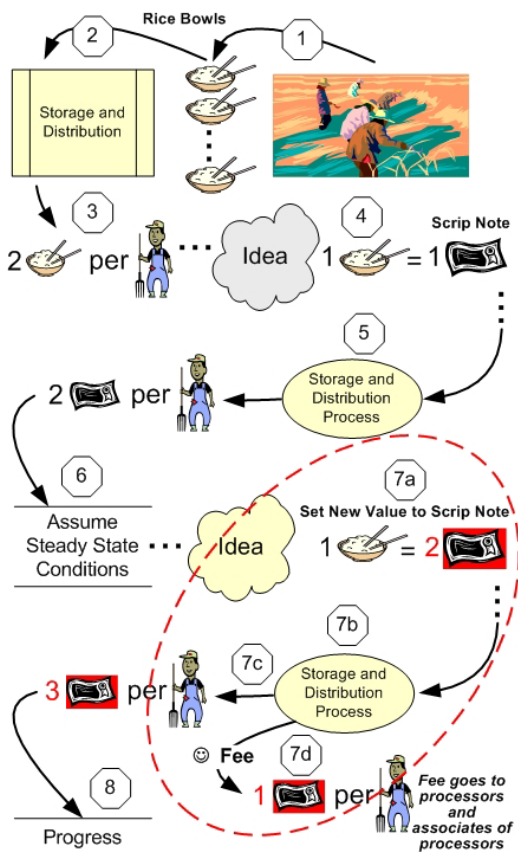 Rice Bowls
2
1
Storage and
Distribution
3
2 per
Idea
4
Scrip Note
1 = 1
5
Storage and
Distribution
Process
2 per
6
Assume
Steady State
Conditions
Idea
7a
Set New Value to Scrip Note
1 = 2
7b
7c
Storage and
Distribution
Process
3 per
Fee
7d
1 per
Fee goes to
processors
and
associates of
processors
8
Progress